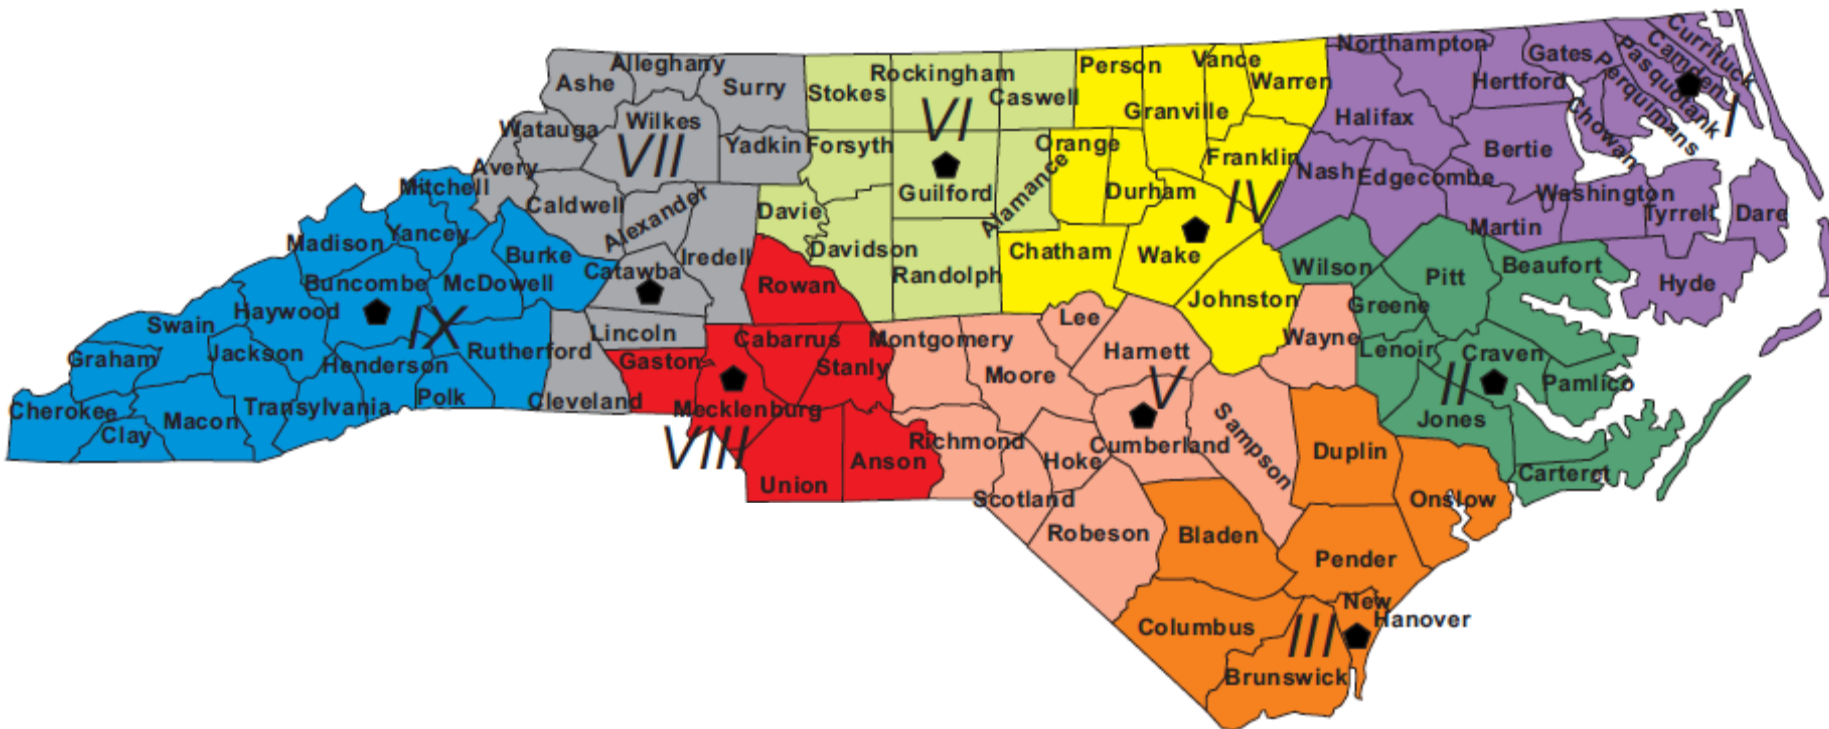 Ashe
Alleghany
Surry
Stokes
Rockingham
Caswell
Person
Granville
Vance
Warren
Northampton
Hertford
Gates
Currituck
Camden
Pasquotank
Perquimans
Chowan
I
Watauga
Wilkes
VII
Yadkin
Forsyth
VI
Guilford
Alamance
Orange
Durham
Franklin
IV
Halifax
Nash
Edgecombe
Bertie
Martin
Washington
Tyrrell
Dare
Hyde
Avery
Mitchell
Caldwell
Alexander
Iredell
Davie
Davidson
Randolph
Chatham
Wake
Johnston
Wilson
Pitt
Beaufort
Greene
Madison
Yancey
Burke
Catawba
Rowan
Buncombe
McDowell
IX
Haywood
Swain
Graham
Jackson
Henderson
Rutherford
Polk
Cherokee
Clay
Macon
Transylvania
Lincoln
Cleveland
Gaston
Cabarrus
Stanly
Mecklenburg
VIII
Union
Anson
Montgomery
Moore
Lee
Harnett
V
Wayne
Lenoir
Craven
II
Pamlico
Jones
Carteret
Richmond
Hoke
Cumberland
Sampson
Scotland
Robeson
Duplin
Onslow
Bladen
Pender
New
Hanover
Columbus
III
Brunswick